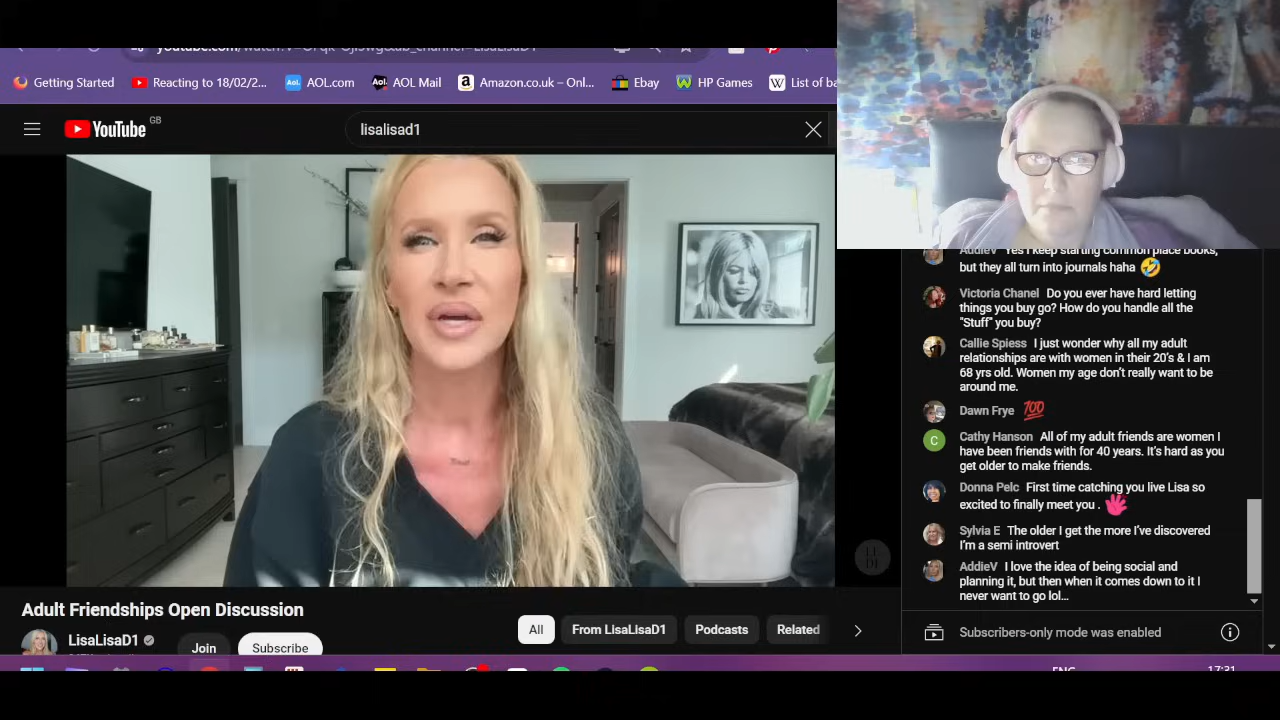 Getting Started
Reacting to 18/02/2...
AOL.com
AOL Mail
Amazon.co.uk – Onl...
Ebay
HP Games
List of ba
YouTube GB
lisalisad1
AddieV Yes I keep starting common place books,
but they all turn into journals haha
Victoria Chanel Do you ever have hard letting
things you buy go? How do you handle all the
"Stuff" you buy?
Callie Spiess I just wonder why all my adult
relationships are with women in their 20's & I am
68 yrs old. Women my age don't really want to be
around me.
Dawn Frye 100
Cathy Hanson All of my adult friends are women I
have been friends with for 40 years. It's hard as you
get older to make friends.
Donna Pelc First time catching you live Lisa so
excited to finally meet you .
Sylvia E The older I get the more I've discovered
I'm a semi introvert
AddieV I love the idea of being social and
planning it, but then when it comes down to it I
never want to go lol...
Subscribers-only mode was enabled
Adult Friendships Open Discussion
LisaLisaD1
Join
Subscribe
All
From LisaLisaD1
Podcasts
Related
ENG
17:31